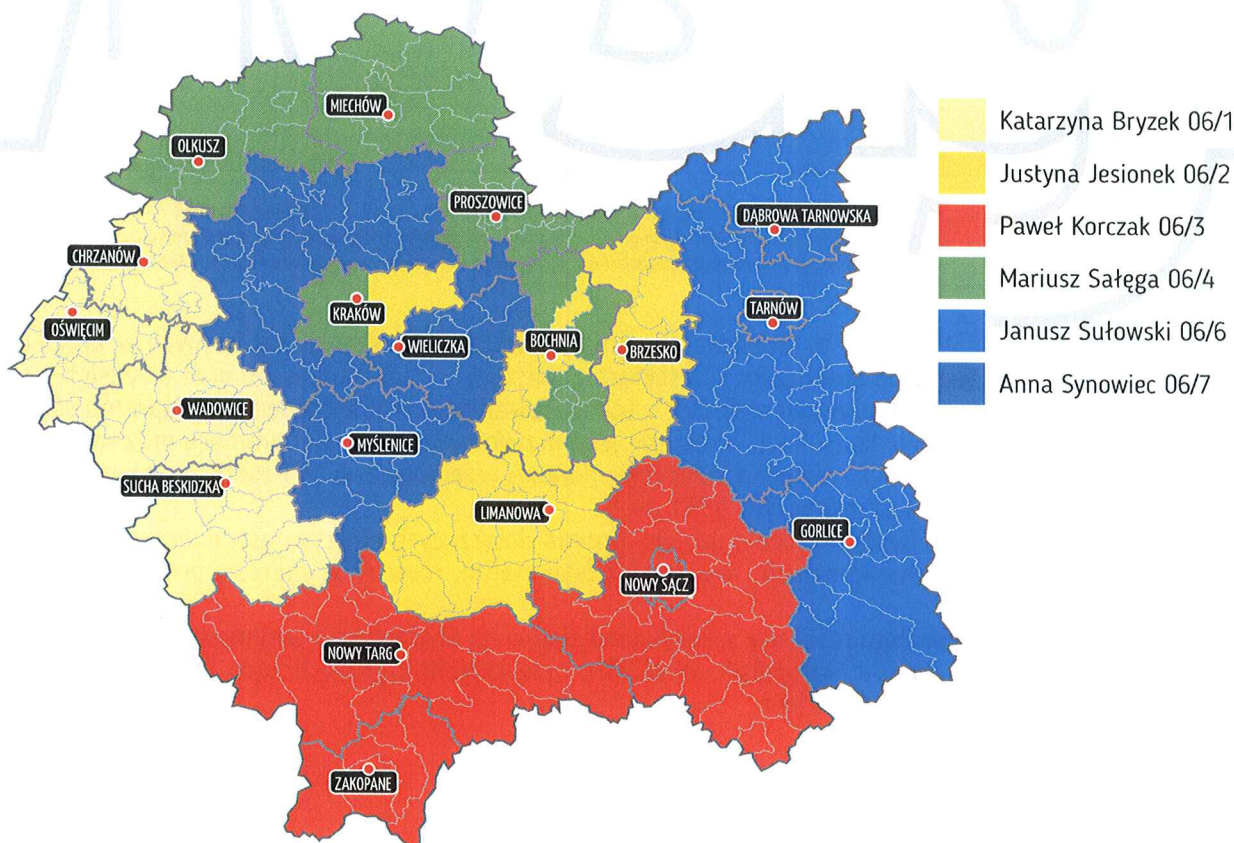 MIECHÓW
OLKUSZ
PROSZOWICE
DĄBROWA TARNOWSKA
CHRZANÓW
OŚWIĘCIM
KRAKÓW
TARNÓW
WIELICZKA
BOCHNIA
BRZESKO
WADOWICE
MYŚLENICE
SUCHA BESKIDZKA
LIMANOWA
GORLICE
NOWY SĄCZ
NOWY TARG
ZAKOPANE
Katarzyna Bryzek 06/1
Justyna Jesionek 06/2
Paweł Korczak 06/3
Mariusz Sałęga 06/4
Janusz Sułowski 06/6
Anna Synowiec 06/7